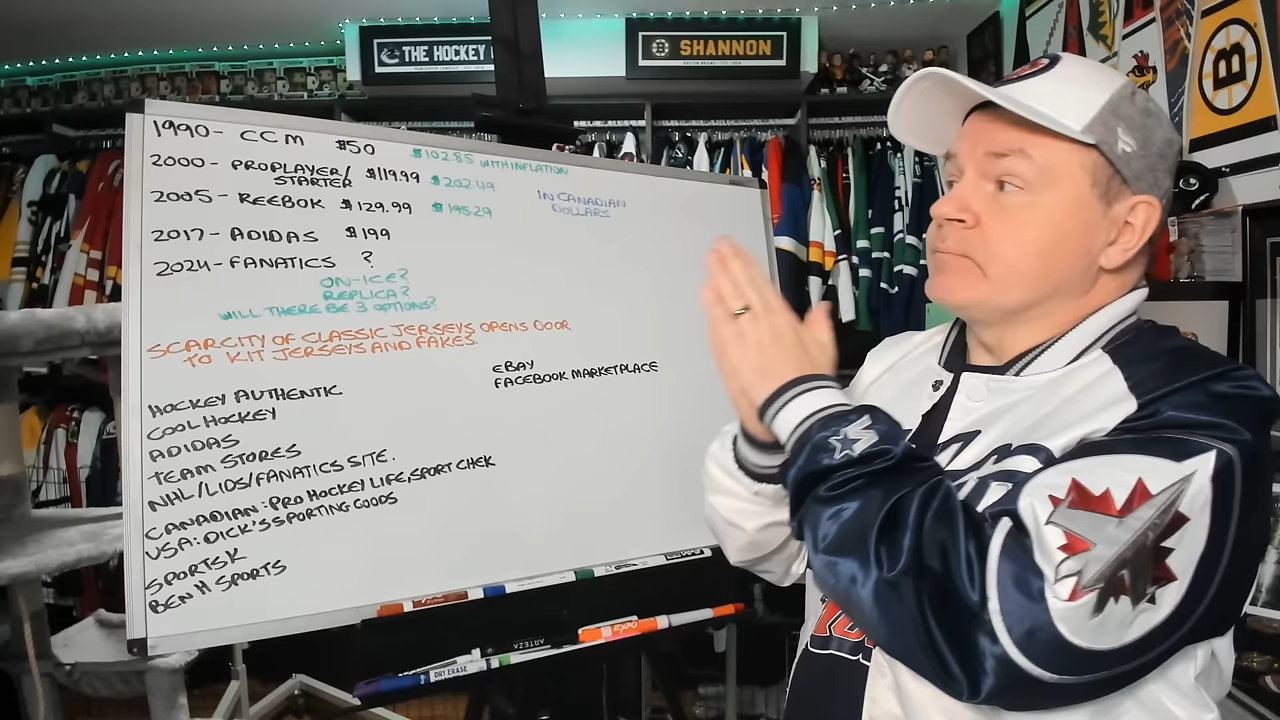 THE HOCKEY
SHANNON
1990- CCM $50 $102.85 WITH INFLATION
2000- PROPLAYER/ STARTER $119.99 $202.49
2005- REEBOK $129.99 $195.29
IN CANADIAN
DOLLARS
2017- ADIDAS $199
2024- FANATICS ?
ON-ICE?
REPLICA?
WILL THERE BE 3 OPTIONS?
SCARCITY OF CLASSIC JERSEYS OPENS DOOR
TO KIT JERSEYS AND FAKES.
EBAY
FACEBOOK MARKETPLACE
HOCKEY AUTHENTIC
COOL HOCKEY
ADIDAS
TEAM STORES
NHL/LIDS/FANATICS SITE.
CANADIAN: PRO HOCKEY LIFE, SPORT CHEK
USA: DICK'S SPORTING GOODS
SPORTSK
BENH SPORTS
EXPO
ARTEZA
DRY ERASE
B